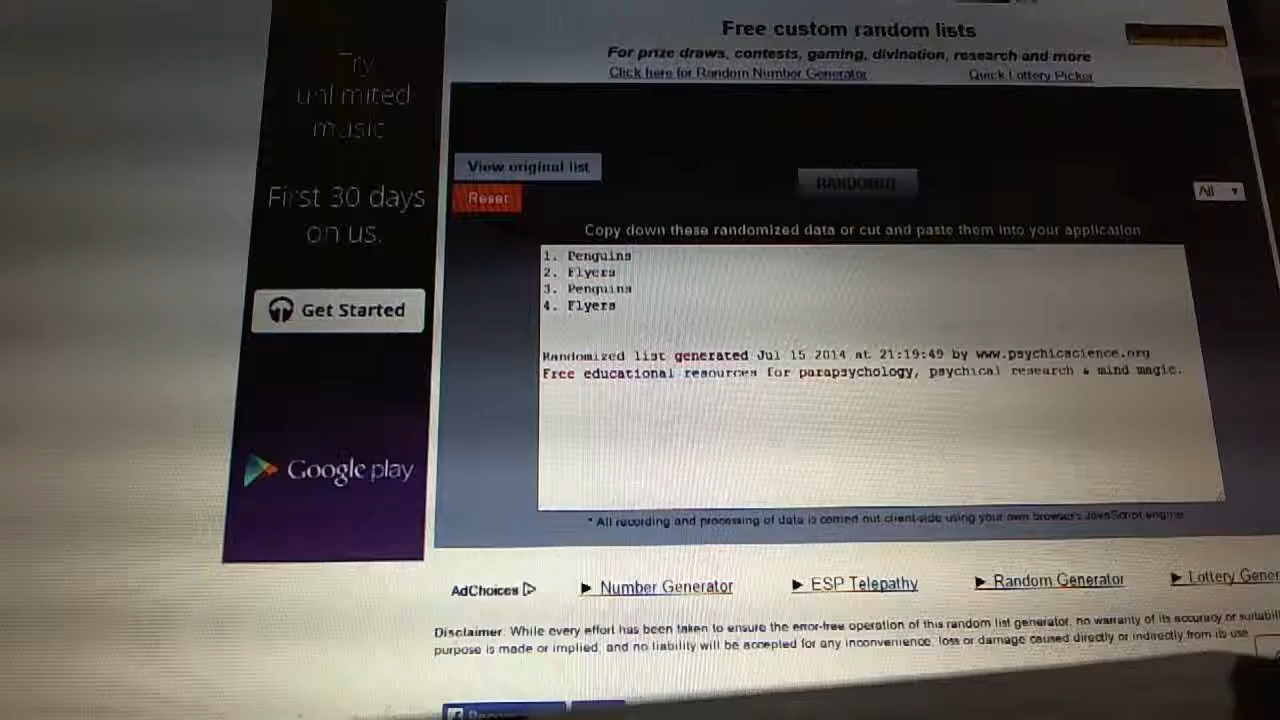 Free custom random lists
For prize draws, contests, gaming, divination, research and more
Click here for Random Number Generator
Quick Lottery Picker
Try
unlimited
music
First 30 days
on us.
Get Started
Google play
View original list
RANDOMIZE
Reset
All
Copy down these randomized data or cut and paste them into your application
1. Penguins
2. Flyers
3. Penguins
4. Flyers
Randomized list generated Jul 15 2014 at 21:19:49 by www.psychicscience.org
Free educational resources for parapsychology, psychical research & mind magic.
* All recording and processing of data is carried out client-side using your own browser's JavaScript engine
AdChoices
Number Generator
ESP Telepathy
Random Generator
Lottery Gener
Disclaimer: While every effort has been taken to ensure the error-free operation of this random list generator, no warranty of its accuracy or suitabili
purpose is made or implied, and no liability will be accepted for any inconvenience, loss or damage caused directly or indirectly from its use